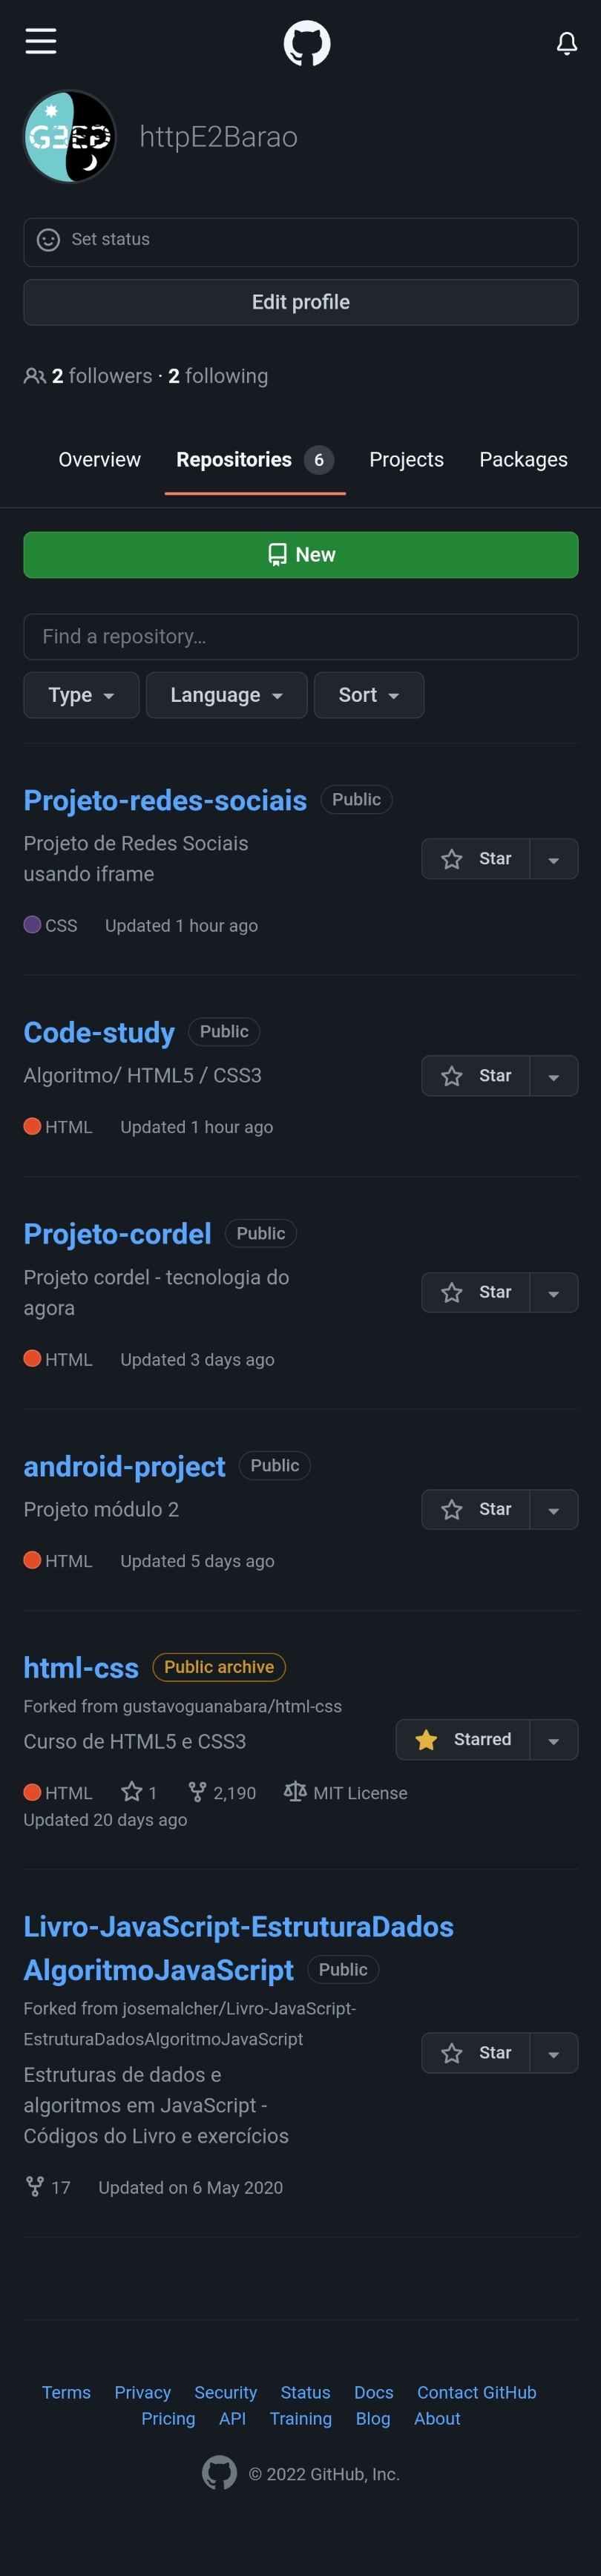 httpE2Barao
Set status
Edit profile
2 followers · 2 following
Overview Repositories 6 Projects Packages
New
Find a repository…
Type Language Sort
Projeto-redes-sociais Public
Projeto de Redes Sociais
usando iframe
Star
CSS Updated 1 hour ago
Code-study Public
Algoritmo/ HTML5 / CSS3
Star
HTML Updated 1 hour ago
Projeto-cordel Public
Projeto cordel - tecnologia do
agora
Star
HTML Updated 3 days ago
android-project Public
Projeto módulo 2
Star
HTML Updated 5 days ago
html-css Public archive
Forked from gustavoguanabara/html-css
Curso de HTML5 e CSS3
Starred
HTML 1 2,190 MIT License
Updated 20 days ago
Livro-JavaScript-EstruturaDados
AlgoritmoJavaScript Public
Forked from josemalcher/Livro-JavaScript-
EstruturaDadosAlgoritmoJavaScript
Star
Estruturas de dados e
algoritmos em JavaScript -
Códigos do Livro e exercícios
17 Updated on 6 May 2020
Terms Privacy Security Status Docs Contact GitHub
Pricing API Training Blog About
© 2022 GitHub, Inc.